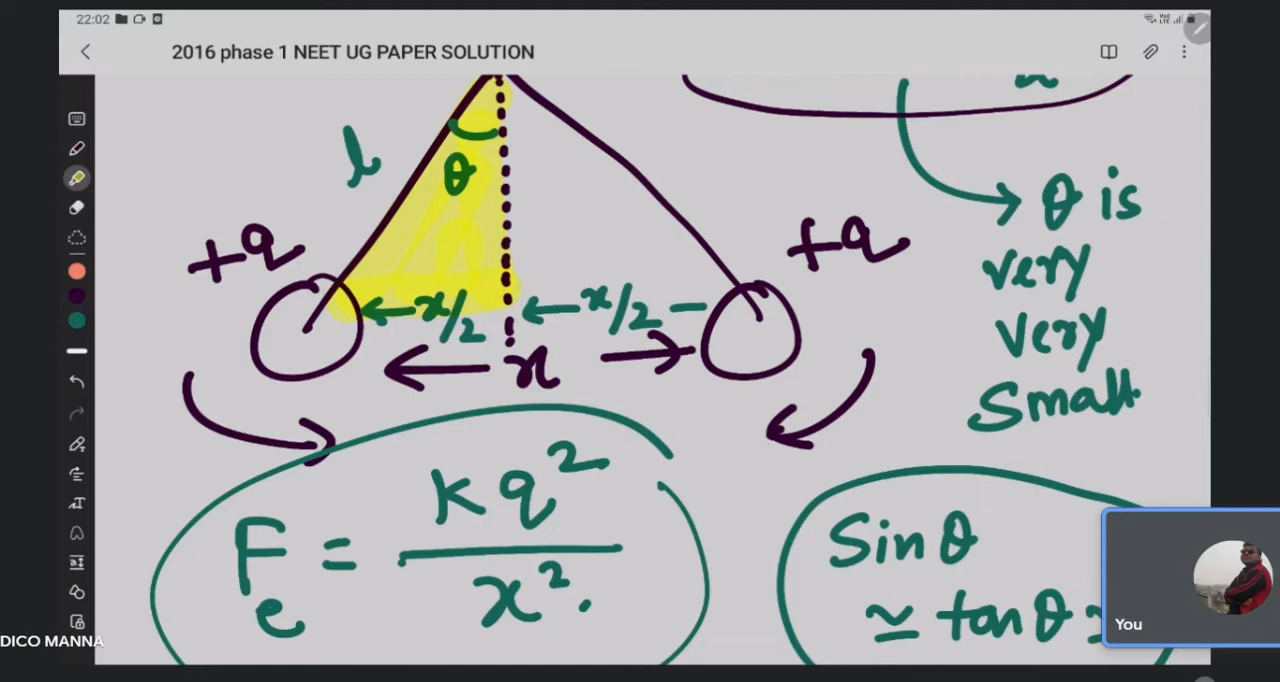 22:02
2016 phase 1 NEET UG PAPER SOLUTION
l
θ
+q
+q
x/2
x/2
x
θ is
very
very
small
F_e = kq²/x².
Sinθ
≃ tanθ ≃
You
DICO MANNA